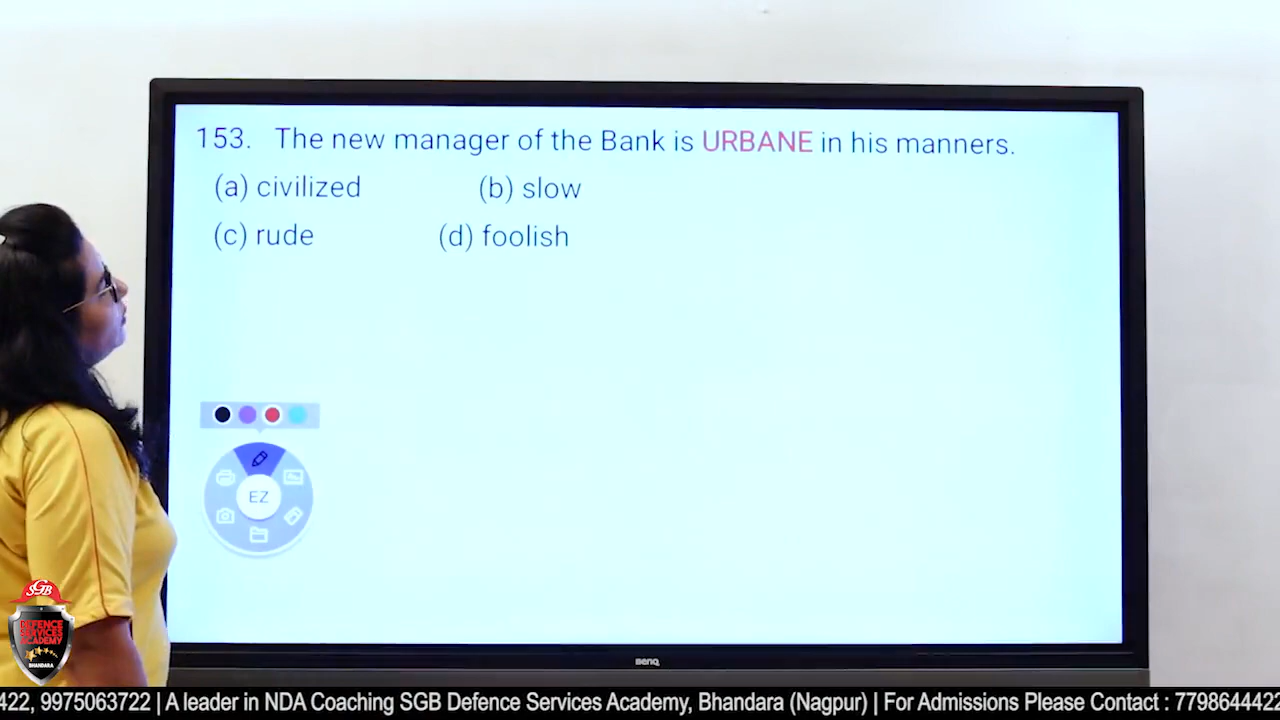 153. The new manager of the Bank is URBANE in his manners.
(a) civilized (b) slow
(c) rude (d) foolish
EZ
BenQ
SGB
DEFENCE
SERVICES
ACADEMY
BHANDARA
422, 9975063722 | A leader in NDA Coaching SGB Defence Services Academy, Bhandara (Nagpur) | For Admissions Please Contact : 7798644422